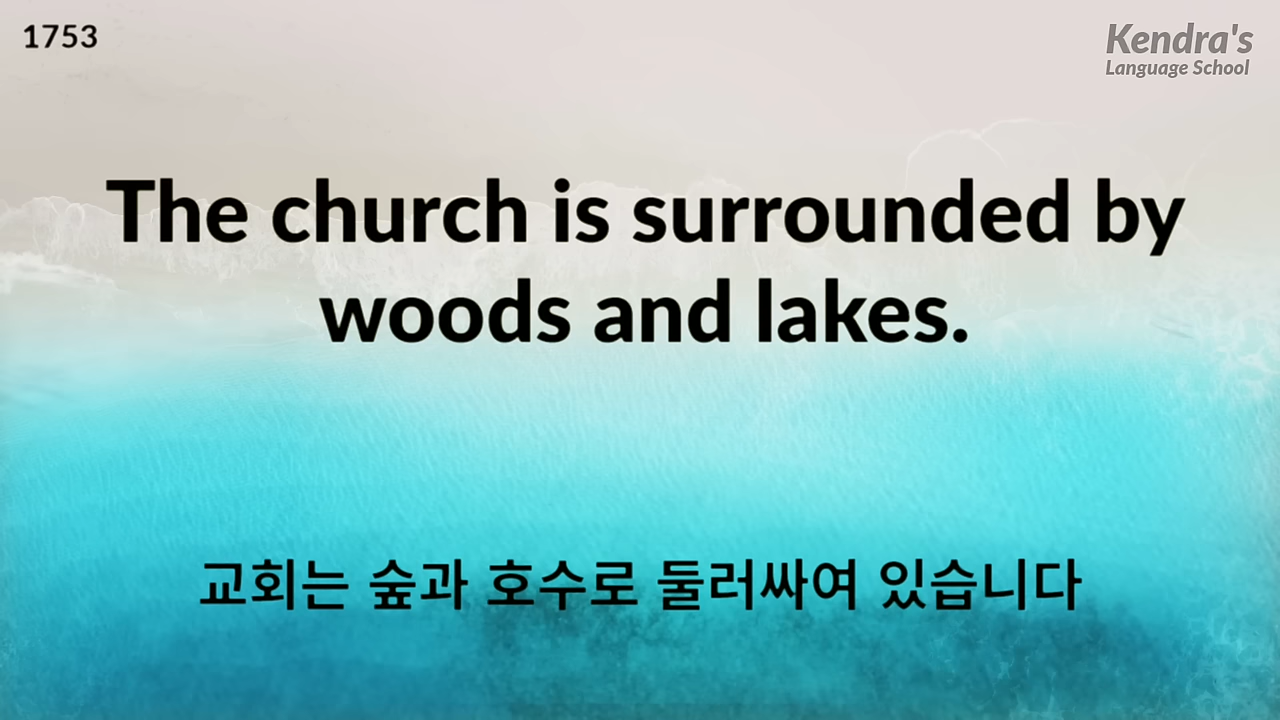 1753
Kendra's
Language School
The church is surrounded by
woods and lakes.
교회는 숲과 호수로 둘러싸여 있습니다